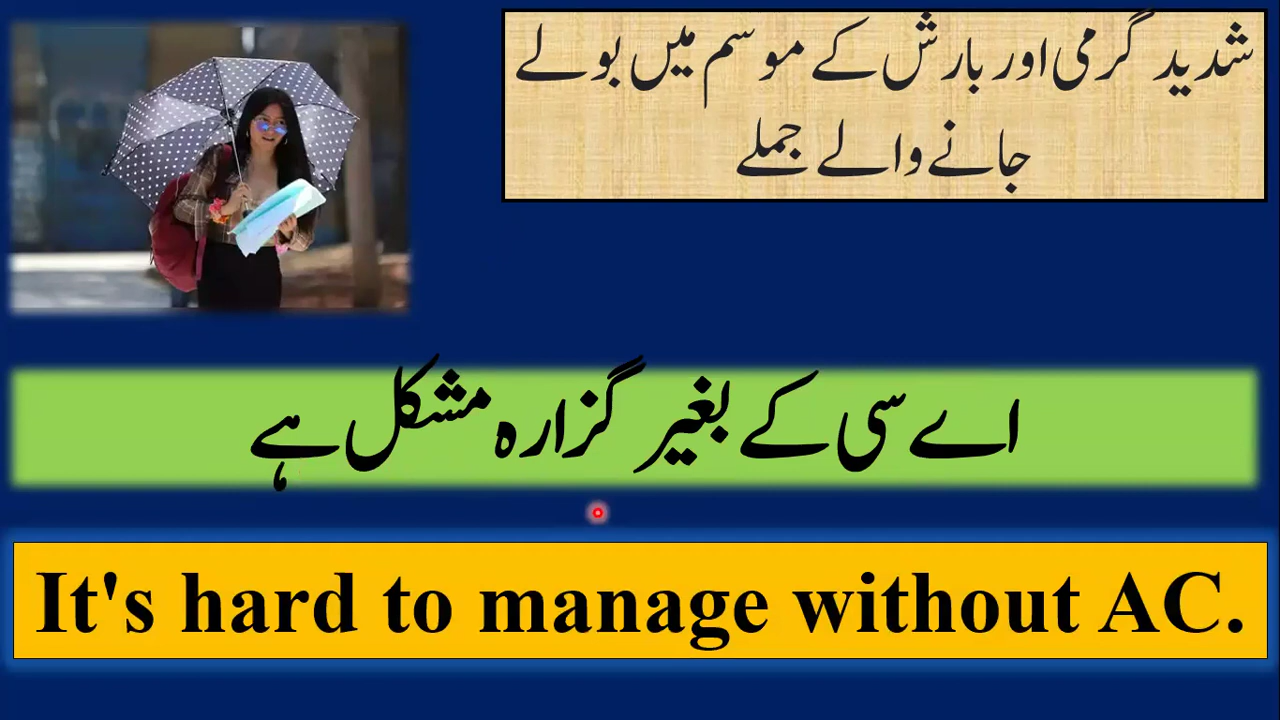 شدید گرمی اور بارش کے موسم میں بولے
جانے والے جملے
اے سی کے بغیر گزارہ مشکل ہے
It's hard to manage without AC.